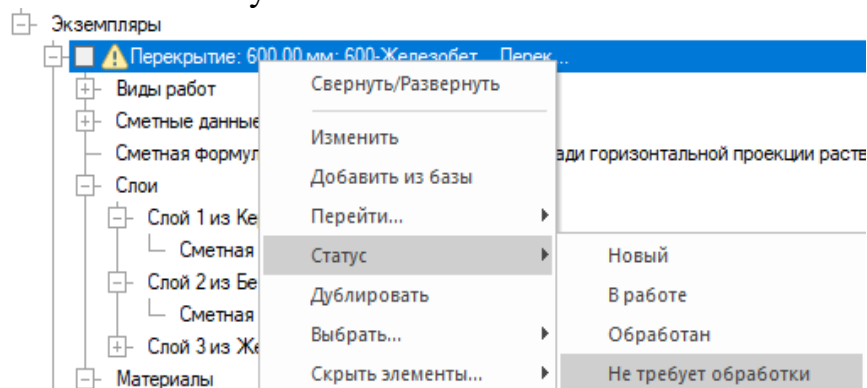 Экземпляры
Перекрытие: 600.00 мм: 600-Железобет... Перек...
Виды работ
Сметные данные
Сметная формул
ади горизонтальной проекции раств
Слои
Слой 1 из Ке
Сметная
Слой 2 из Бе
Сметная
Слой 3 из Же
Материалы
Свернуть/Развернуть
Изменить
Добавить из базы
Перейти...
Статус
Дублировать
Выбрать...
Скрыть элементы...
Новый
В работе
Обработан
Не требует обработки